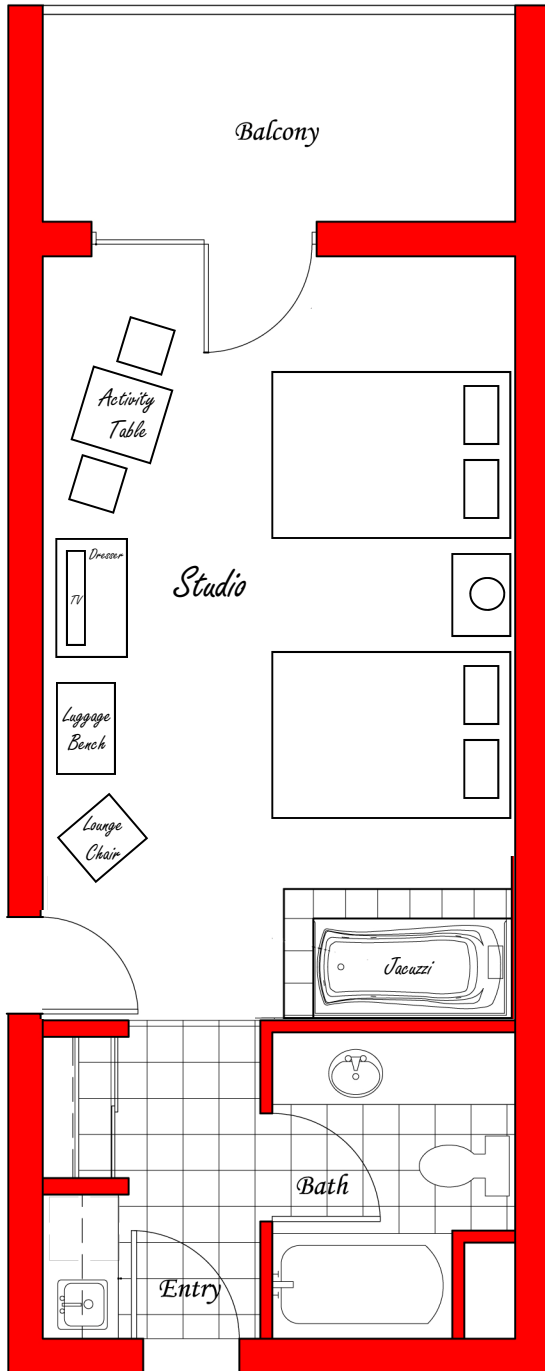 Balcony
Activity
Table
Dresser
TV
Studio
Luggage
Bench
Lounge
Chair
Jacuzzi
Bath
Entry